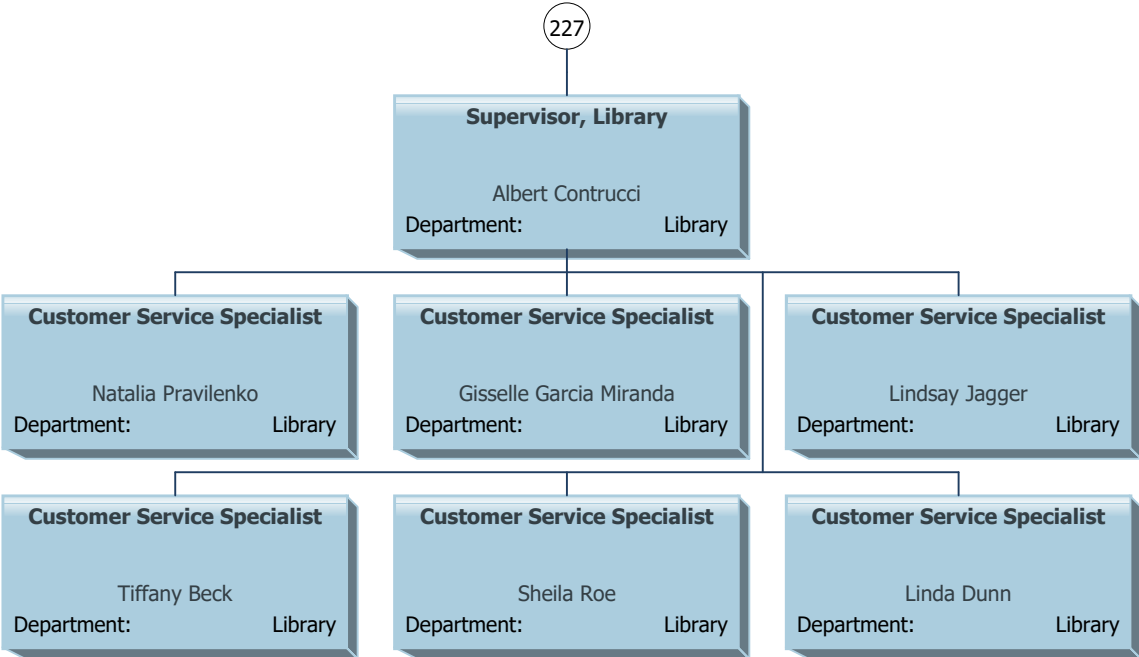 227
Supervisor, Library
Albert Contrucci
Department: Library
Customer Service Specialist Customer Service Specialist Customer Service Specialist
Natalia Pravilenko Gisselle Garcia Miranda Lindsay Jagger
Department: Library Department: Library Department: Library
Customer Service Specialist Customer Service Specialist Customer Service Specialist
Tiffany Beck Sheila Roe Linda Dunn
Department: Library Department: Library Department: Library